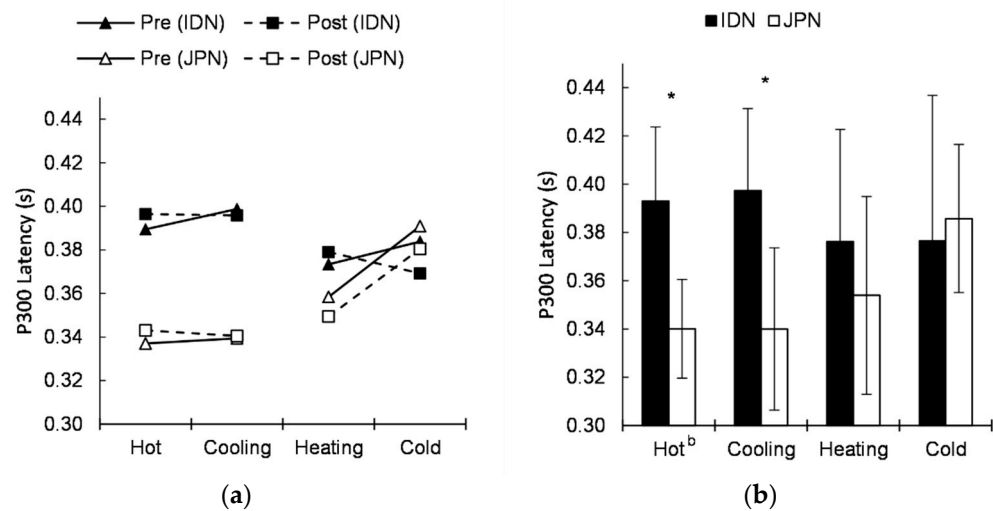 Pre (IDN) Post (IDN)
Pre (JPN) Post (JPN)
P300 Latency (s)
0.44
0.42
0.40
0.38
0.36
0.34
0.32
0.30
Hot Cooling Heating Cold
(a)
IDN JPN
P300 Latency (s)
0.44
0.42
0.40
0.38
0.36
0.34
0.32
0.30
* *
Hot b Cooling Heating Cold
(b)